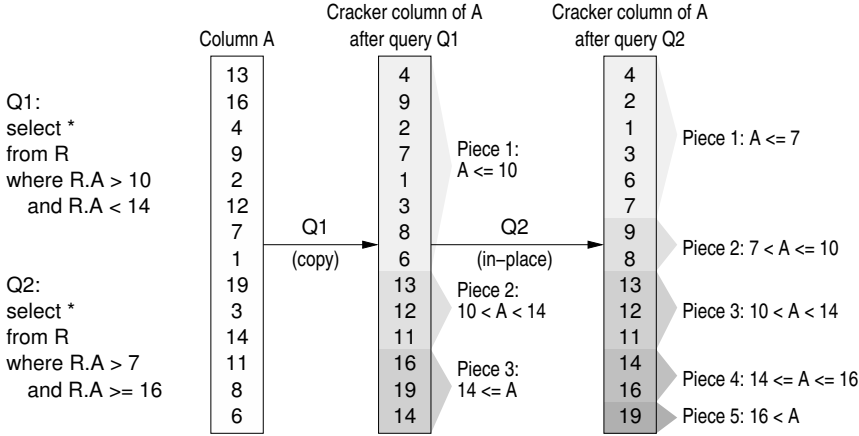 Q1:
select *
from R
where R.A > 10
and R.A < 14
Q2:
select *
from R
where R.A > 7
and R.A >= 16
Column A
13
16
4
9
2
12
7
1
19
3
14
11
8
6
Q1
(copy)
Cracker column of A
after query Q1
4
9
2
7
1
3
8
6
13
12
11
16
19
14
Piece 1:
A <= 10
Piece 2:
10 < A < 14
Piece 3:
14 <= A
Q2
(in-place)
Cracker column of A
after query Q2
4
2
1
3
6
7
9
8
13
12
11
14
16
19
Piece 1: A <= 7
Piece 2: 7 < A <= 10
Piece 3: 10 < A < 14
Piece 4: 14 <= A <= 16
Piece 5: 16 < A